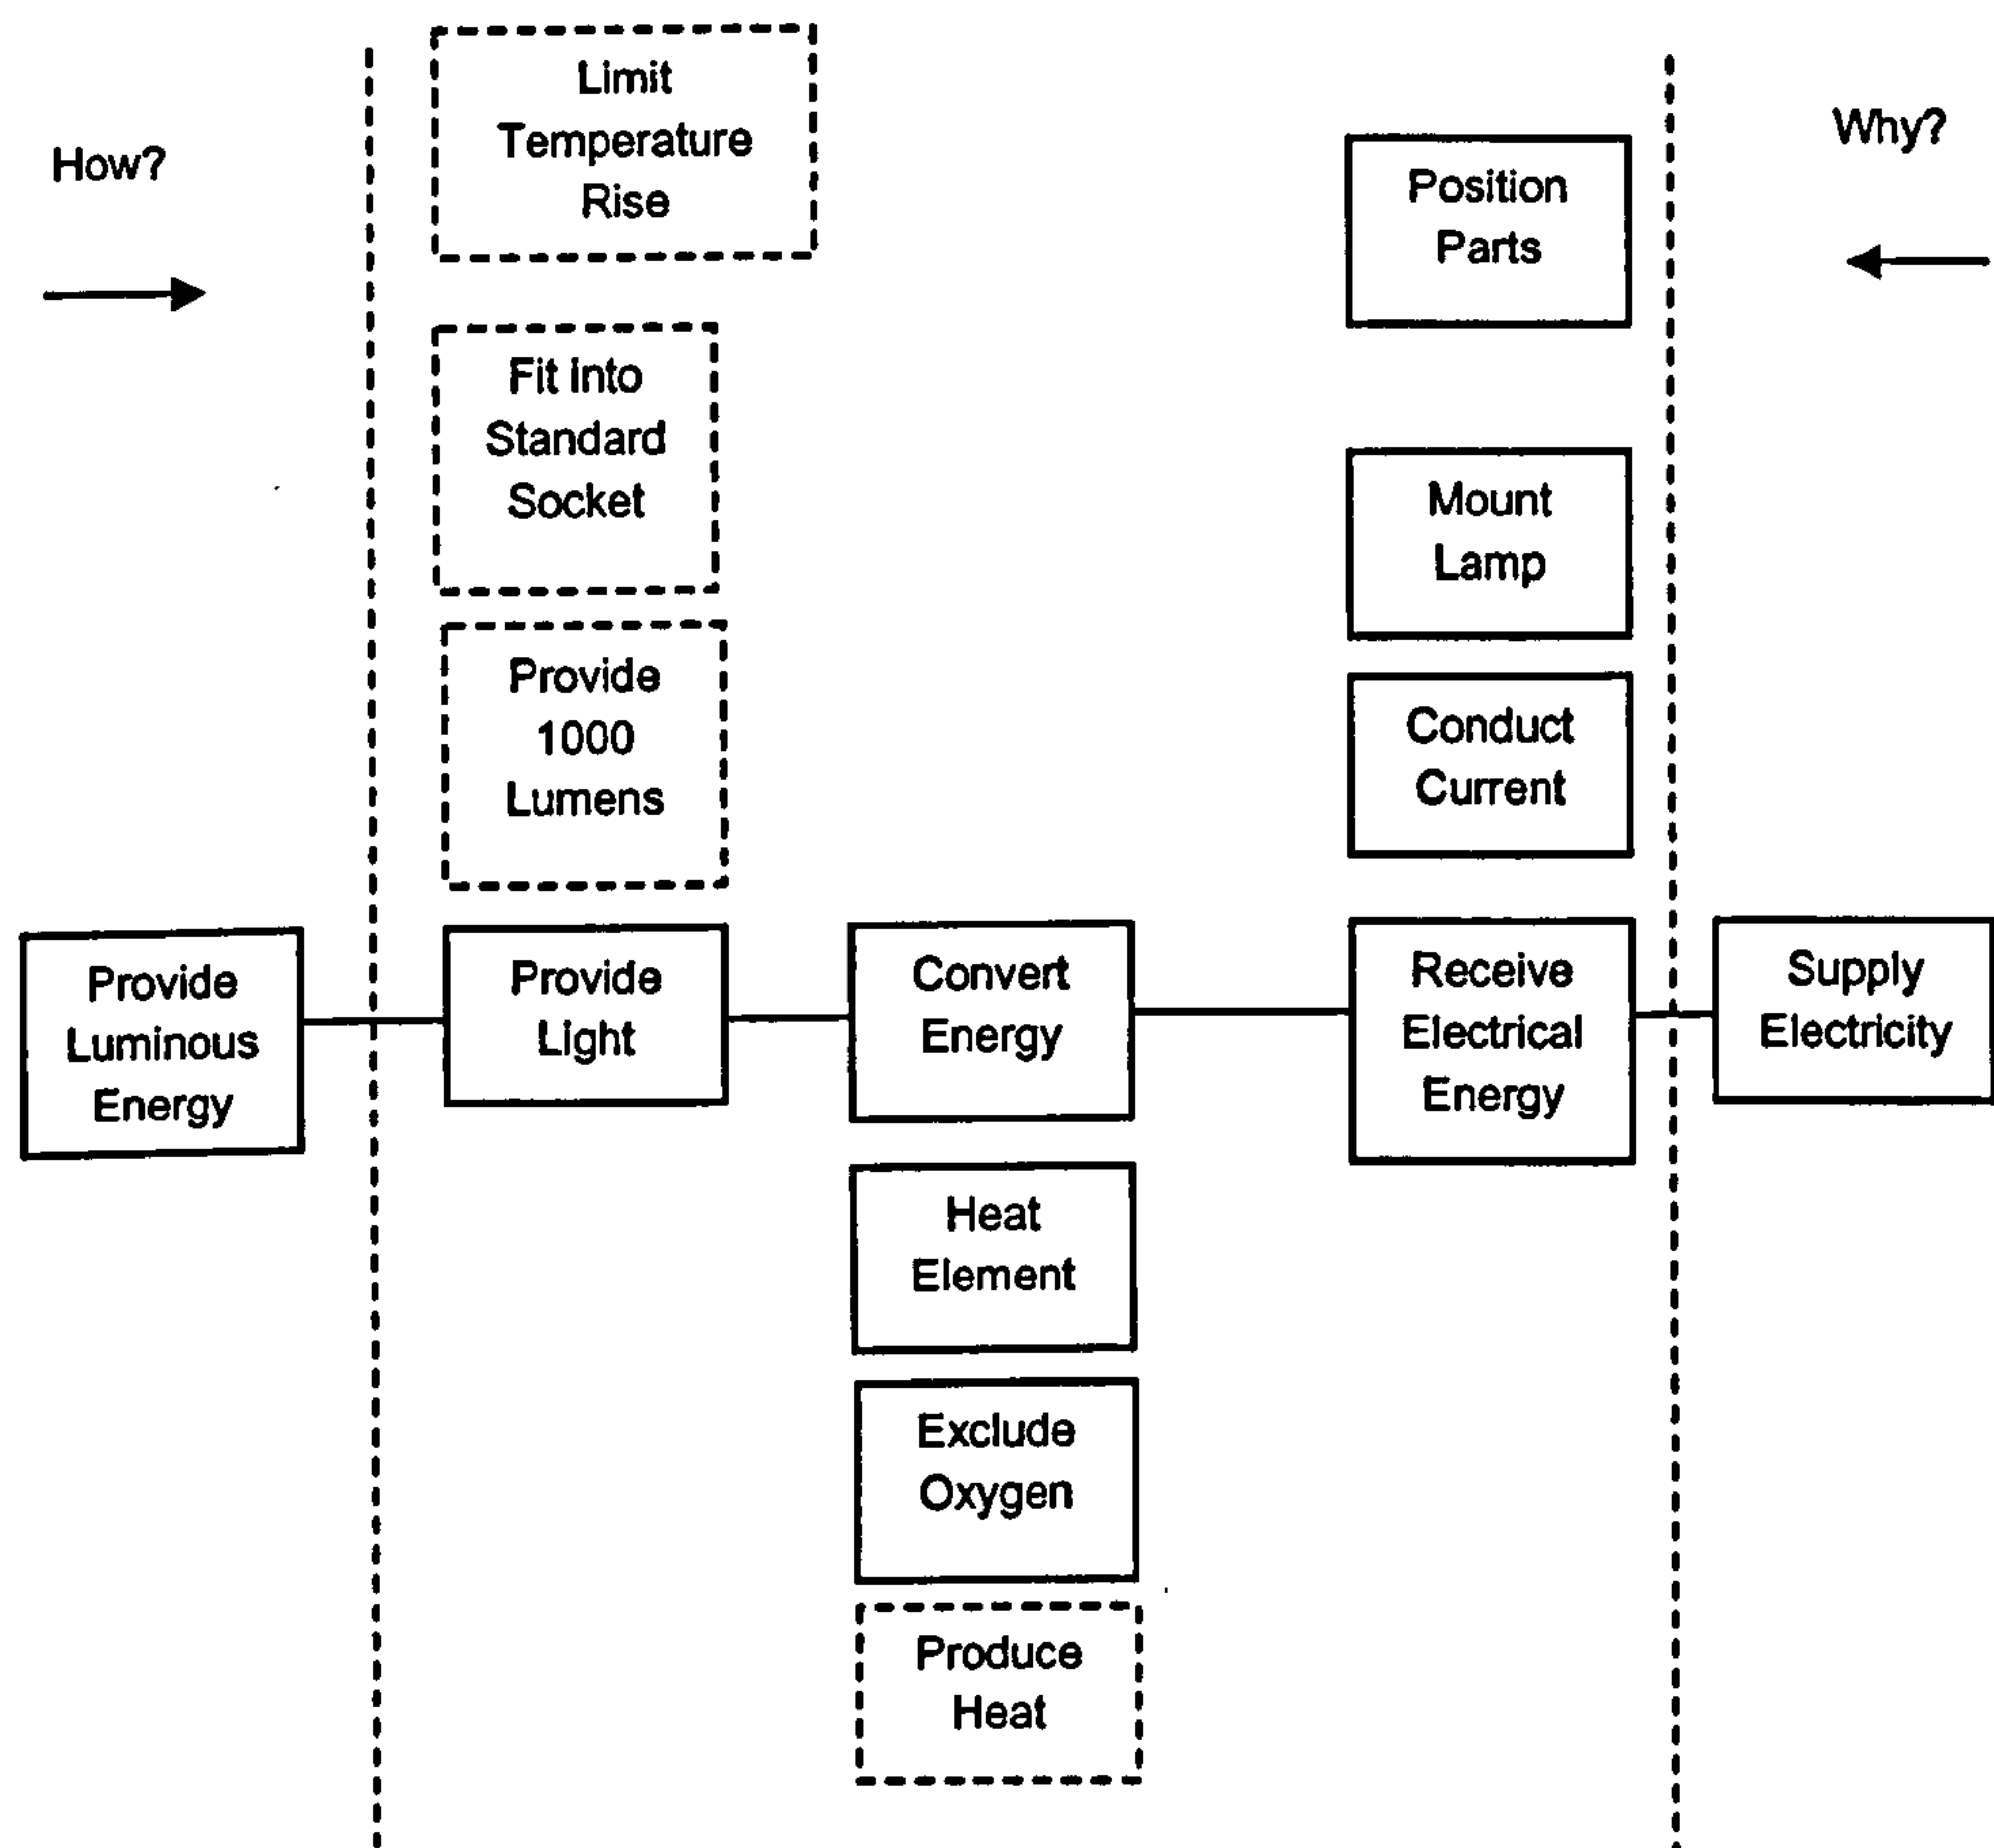 How?
Limit
Temperature
Rise
Fit into
Standard
Socket
Provide
1000
Lumens
Position
Parts
Mount
Lamp
Conduct
Current
Why?
Provide
Luminous
Energy
Provide
Light
Convert
Energy
Receive
Electrical
Energy
Supply
Electricity
Heat
Element
Exclude
Oxygen
Produce
Heat